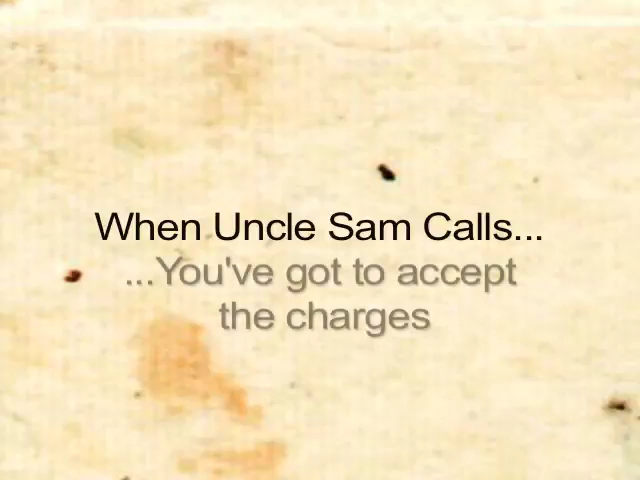 When Uncle Sam Calls...
...You've got to accept
the charges